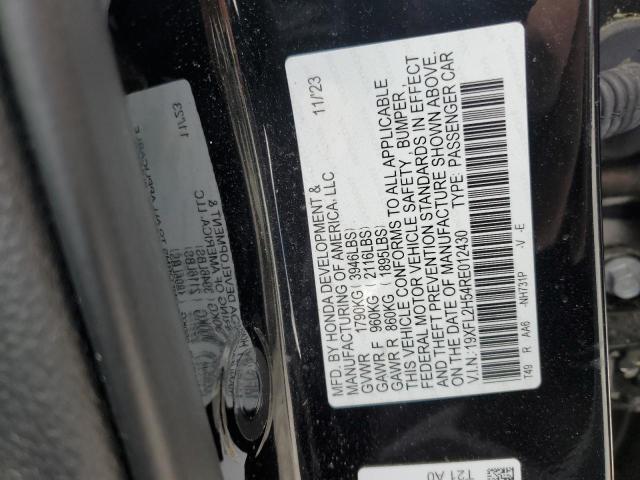 MFD. BY HONDA DEVELOPMENT &
MANUFACTURING OF AMERICA, LLC 11/23
GVWR 1790KG( 3946LBS)
GAWR F 960KG( 2116LBS)
GAWR R 860KG( 1895LBS)
THIS VEHICLE CONFORMS TO ALL APPLICABLE
FEDERAL MOTOR VEHICLE SAFETY, BUMPER,
AND THEFT PREVENTION STANDARDS IN EFFECT
ON THE DATE OF MANUFACTURE SHOWN ABOVE.
V.I.N: 19XFL2H54RE012430 TYPE: PASSENGER CAR
T49 R AA6 -NH731P -V -E
T21 A0